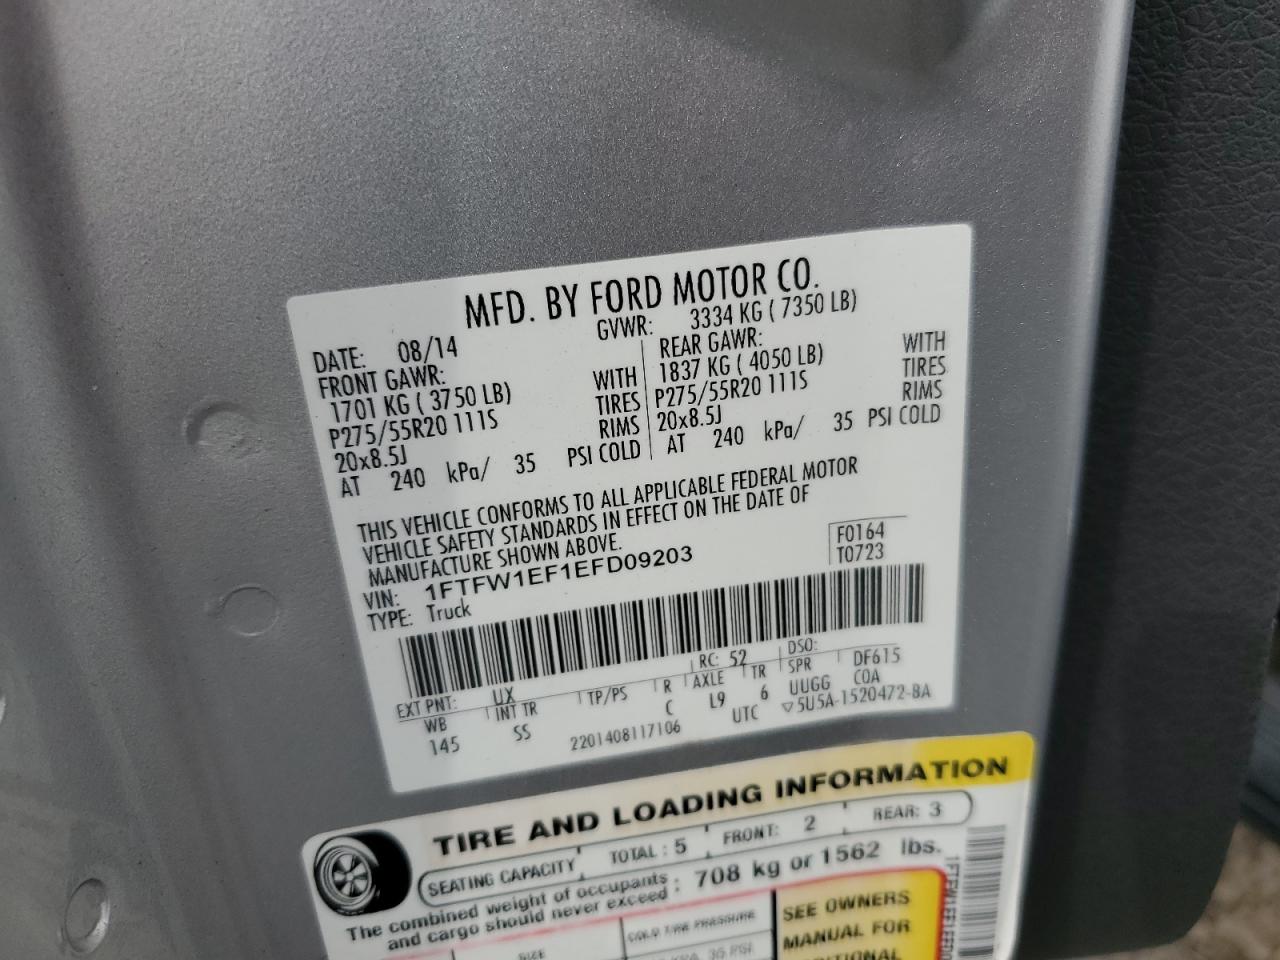 MFD. BY FORD MOTOR CO.
DATE: 08/14 GVWR: 3334 KG ( 7350 LB)
FRONT GAWR: REAR GAWR:
1701 KG ( 3750 LB) WITH 1837 KG ( 4050 LB) WITH
P275/55R20 111S TIRES P275/55R20 111S TIRES
20x8.5J RIMS 20x8.5J RIMS
AT 240 kPa/ 35 PSI COLD AT 240 kPa/ 35 PSI COLD
THIS VEHICLE CONFORMS TO ALL APPLICABLE FEDERAL MOTOR
VEHICLE SAFETY STANDARDS IN EFFECT ON THE DATE OF
MANUFACTURE SHOWN ABOVE.
F0164
T0723
VIN: 1FTFW1EF1EFD09203
TYPE: Truck
EXT PNT: UX RC: 52 DSO:
WB INT TR TP/PS R AXLE TR SPR DF615
145 SS C L9 6 UUGG COA
2201408117106 UTC ▽5U5A-1520472-BA
TIRE AND LOADING INFORMATION
SEATING CAPACITY TOTAL : 5 FRONT: 2 REAR: 3
The combined weight of occupants
and cargo should never exceed : 708 kg or 1562 lbs.
SIZE COLD TIRE PRESSURE SEE OWNERS
35 PSI MANUAL FOR